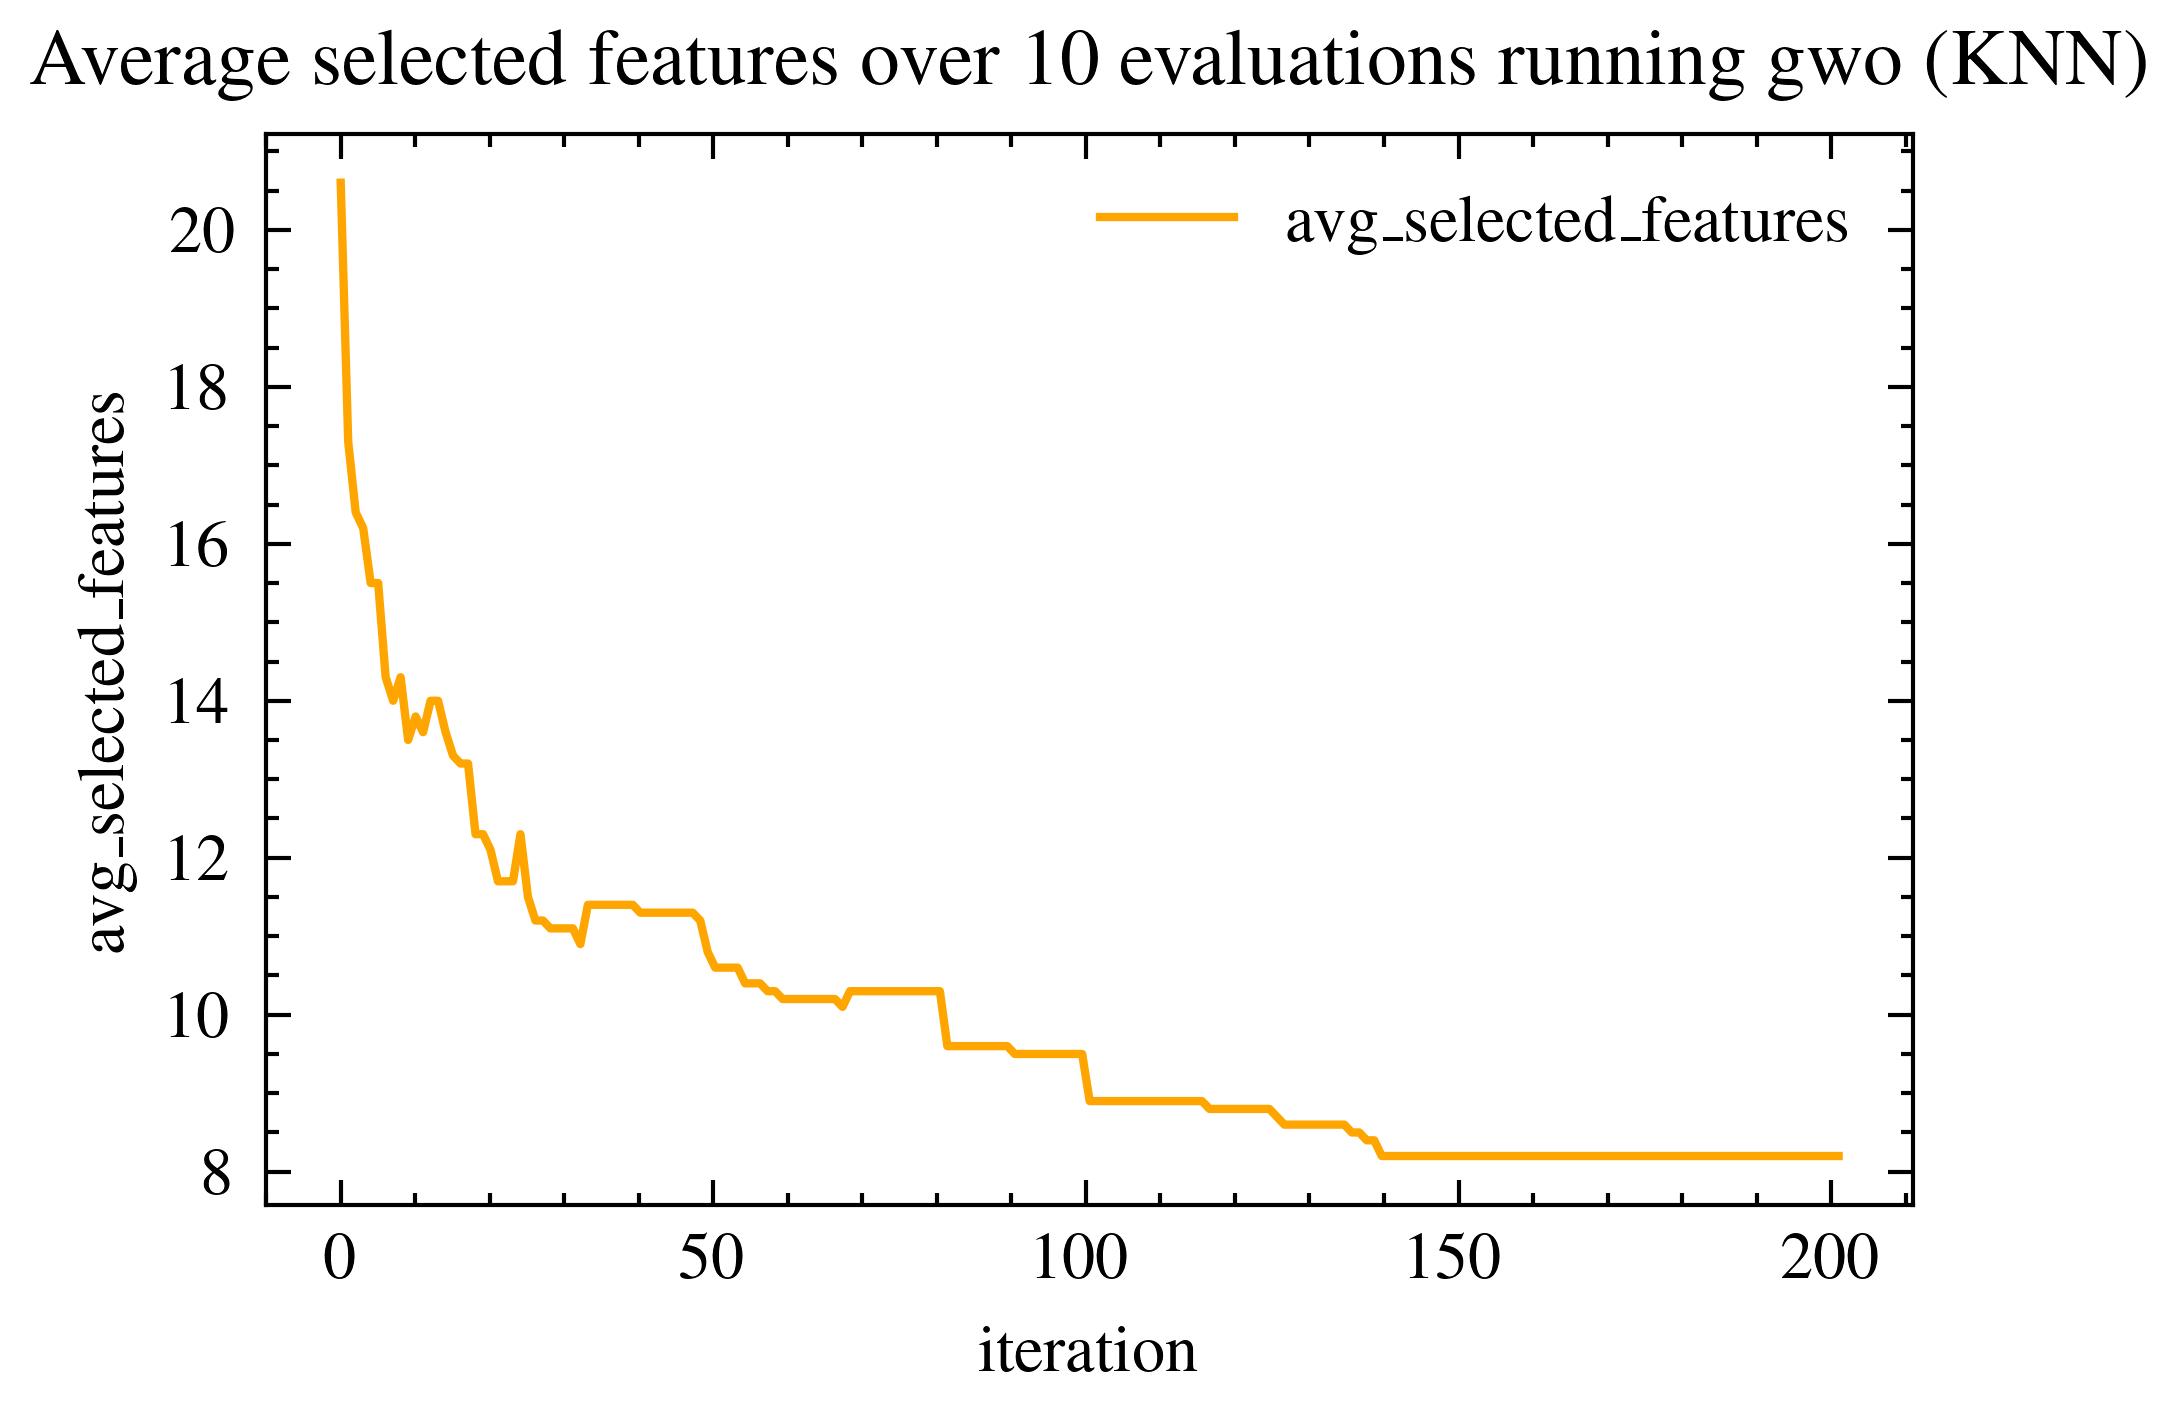 Average selected features over 10 evaluations running gwo (KNN)
avg_selected_features
20
18
16
14
12
10
8
avg_selected_features
0 50 100 150 200
iteration